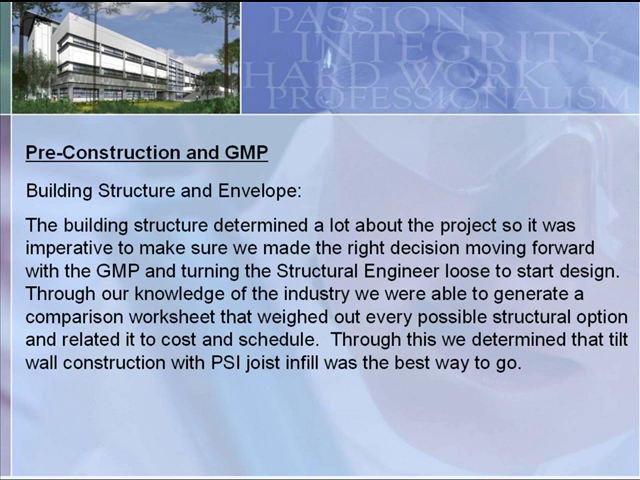 PASSION
INTEGRITY
HARD WORK
PROFESSIONALISM
Pre-Construction and GMP
Building Structure and Envelope:
The building structure determined a lot about the project so it was
imperative to make sure we made the right decision moving forward
with the GMP and turning the Structural Engineer loose to start design.
Through our knowledge of the industry we were able to generate a
comparison worksheet that weighed out every possible structural option
and related it to cost and schedule.  Through this we determined that tilt
wall construction with PSI joist infill was the best way to go.